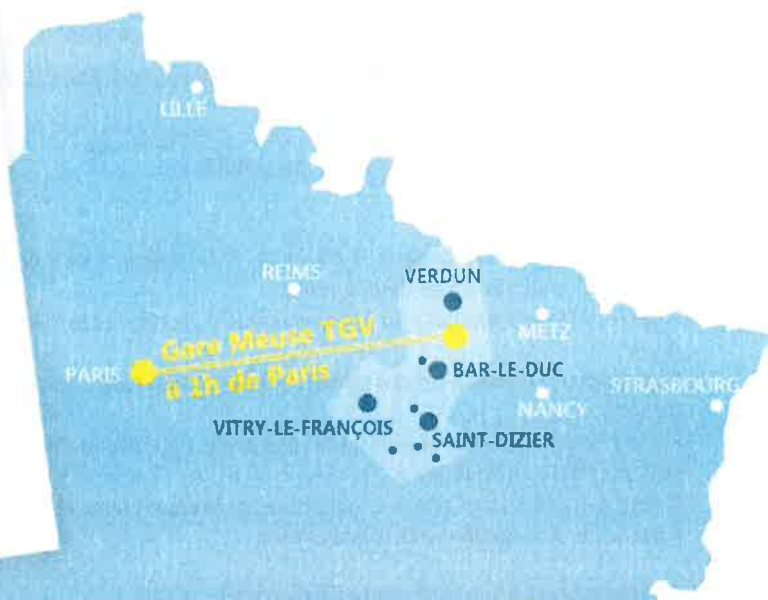 LILLE
REIMS
VERDUN
Gare Meuse TGV
METZ
PARIS
à 1h de Paris
BAR-LE-DUC
STRASBOURG
NANCY
VITRY-LE-FRANÇOIS
SAINT-DIZIER